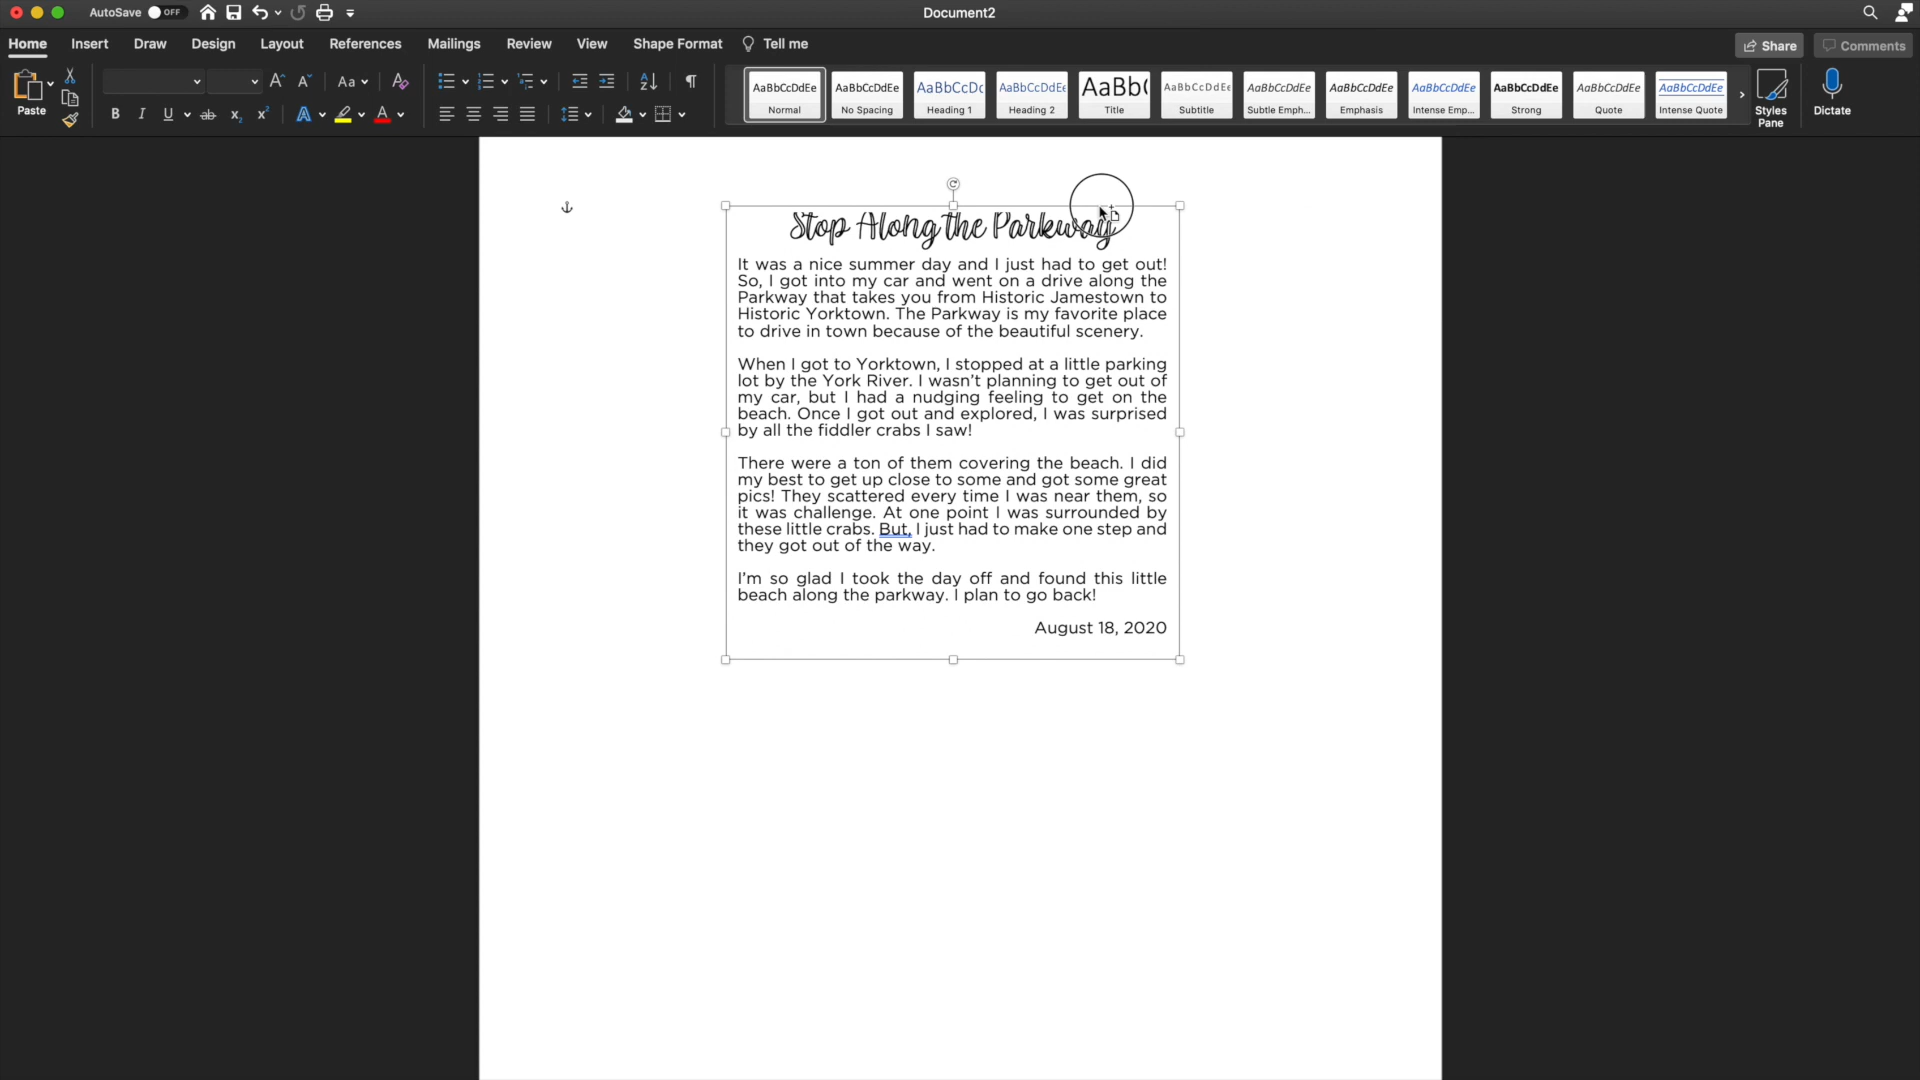 AutoSave OFF
Document2
Home Insert Draw Design Layout References Mailings Review View Shape Format Tell me
Share Comments
Paste
Aa
B I U ab x₂ x² A A
A Z ¶
AaBbCcDdEe AaBbCcDdEe AaBbCcDc AaBbCcDdEe AaBb( AaBbCcDdEe AaBbCcDdEe AaBbCcDdEe AaBbCcDdEe AaBbCcDdEe AaBbCcDdEe AaBbCcDdEe
Normal No Spacing Heading 1 Heading 2 Title Subtitle Subtle Emph... Emphasis Intense Emp... Strong Quote Intense Quote
Styles
Pane
Dictate
Stop Along the Parkway
It was a nice summer day and I just had to get out!
So, I got into my car and went on a drive along the
Parkway that takes you from Historic Jamestown to
Historic Yorktown. The Parkway is my favorite place
to drive in town because of the beautiful scenery.
When I got to Yorktown, I stopped at a little parking
lot by the York River. I wasn't planning to get out of
my car, but I had a nudging feeling to get on the
beach. Once I got out and explored, I was surprised
by all the fiddler crabs I saw!
There were a ton of them covering the beach. I did
my best to get up close to some and got some great
pics! They scattered every time I was near them, so
it was challenge. At one point I was surrounded by
these little crabs. But, I just had to make one step and
they got out of the way.
I'm so glad I took the day off and found this little
beach along the parkway. I plan to go back!
August 18, 2020